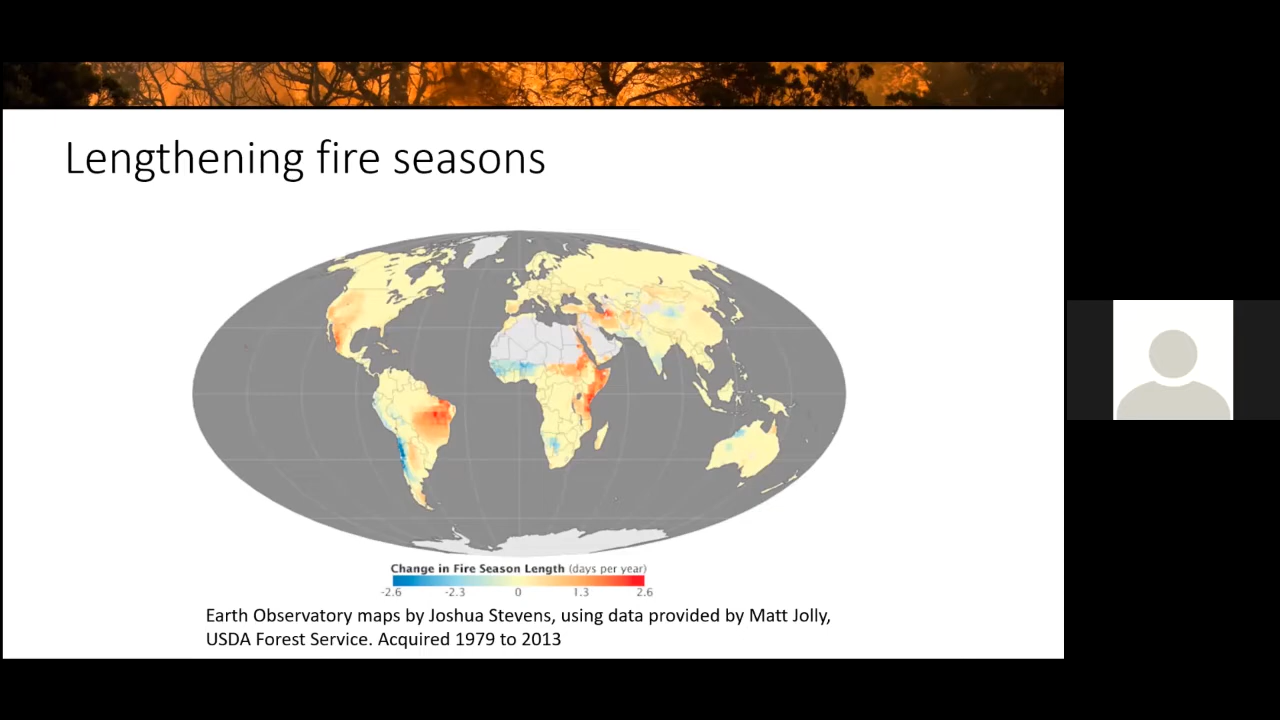 Lengthening fire seasons
Change in Fire Season Length (days per year)
-2.6 -2.3 0 1.3 2.6
Earth Observatory maps by Joshua Stevens, using data provided by Matt Jolly,
USDA Forest Service. Acquired 1979 to 2013